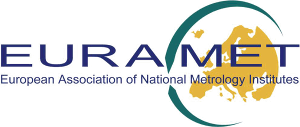 EURAMET
European Association of National Metrology Institutes